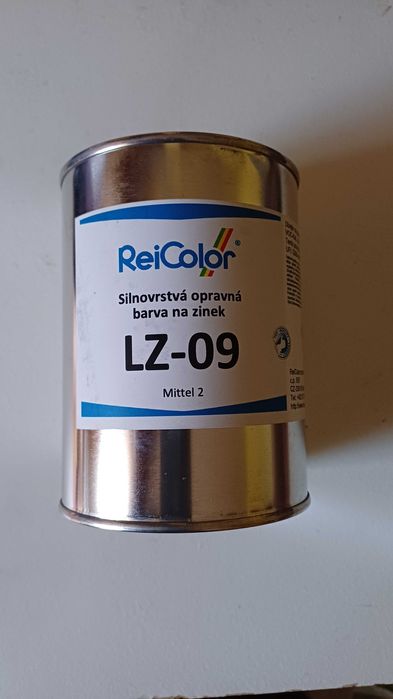 ReiColor®
Silnovrstvá opravná
barva na zinek
LZ-09
Mittel 2